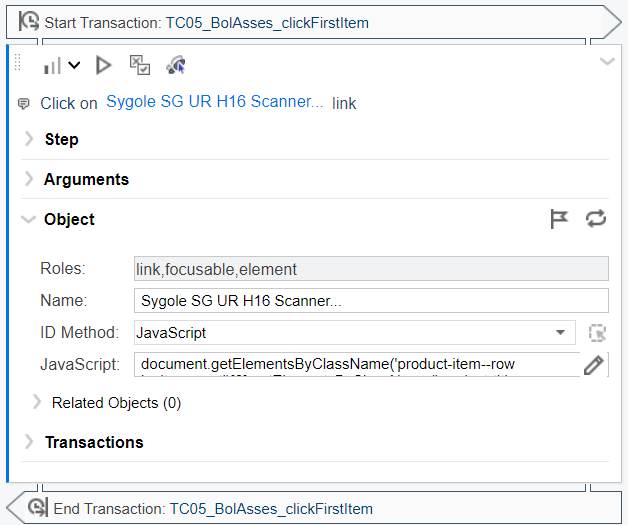 Start Transaction: TC05_BolAsses_clickFirstItem
Click on Sygole SG UR H16 Scanner... link
Step
Arguments
Object
Roles: link,focusable,element
Name: Sygole SG UR H16 Scanner...
ID Method: JavaScript
JavaScript: document.getElementsByClassName('product-item--row
Related Objects (0)
Transactions
End Transaction: TC05_BolAsses_clickFirstItem